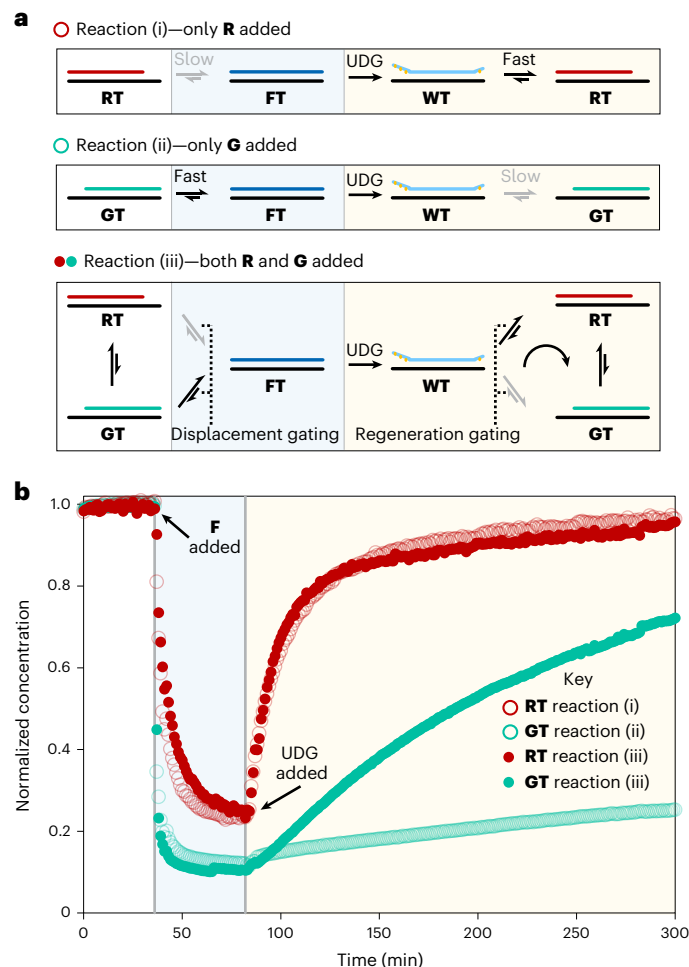 a
Reaction (i)—only R added
Slow
UDG
Fast
RT
FT
WT
RT
Reaction (ii)—only G added
Fast
UDG
Slow
GT
FT
WT
GT
Reaction (iii)—both R and G added
RT
RT
UDG
FT
WT
GT
Displacement gating
Regeneration gating
GT
b
1.0
F
added
0.8
Normalized concentration
0.6
Key
RT reaction (i)
GT reaction (ii)
RT reaction (iii)
GT reaction (iii)
0.4
UDG
added
0.2
0
0
50
100
150
200
250
300
Time (min)